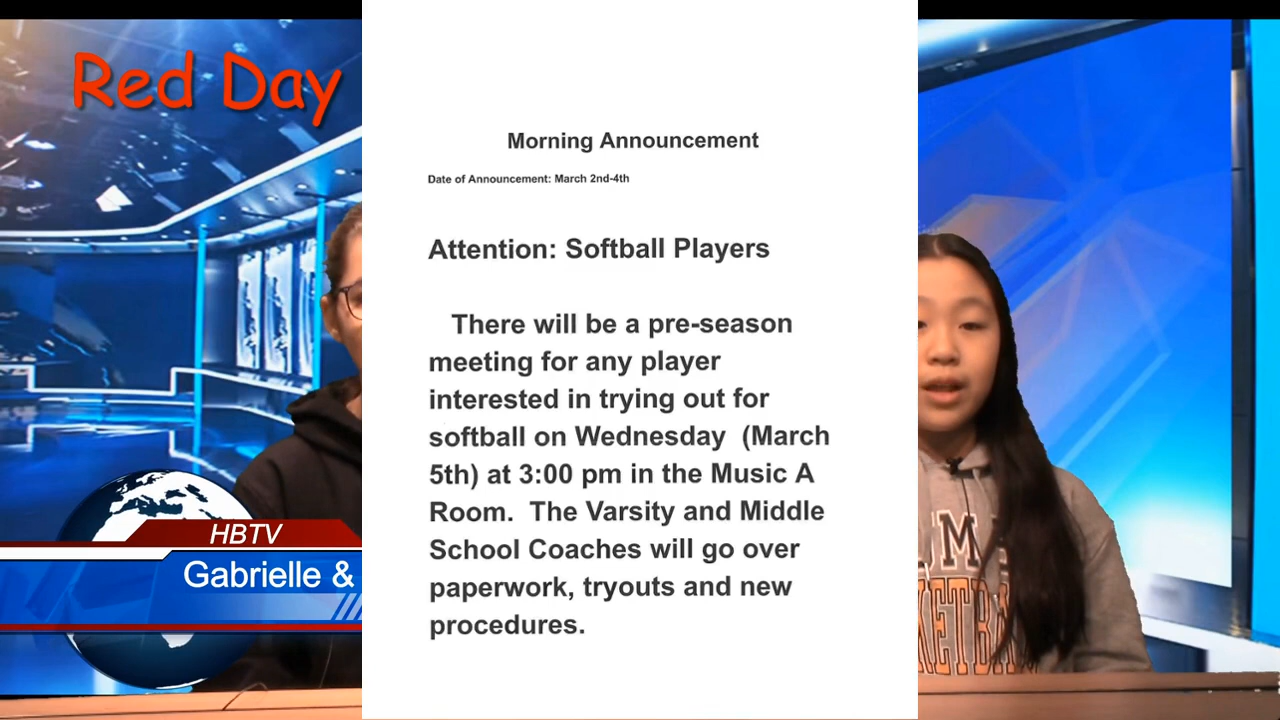 Red Day
Morning Announcement
Date of Announcement: March 2nd-4th
Attention: Softball Players
There will be a pre-season
meeting for any player
interested in trying out for
softball on Wednesday (March
5th) at 3:00 pm in the Music A
Room. The Varsity and Middle
School Coaches will go over
paperwork, tryouts and new
procedures.
HBTV
Gabrielle &